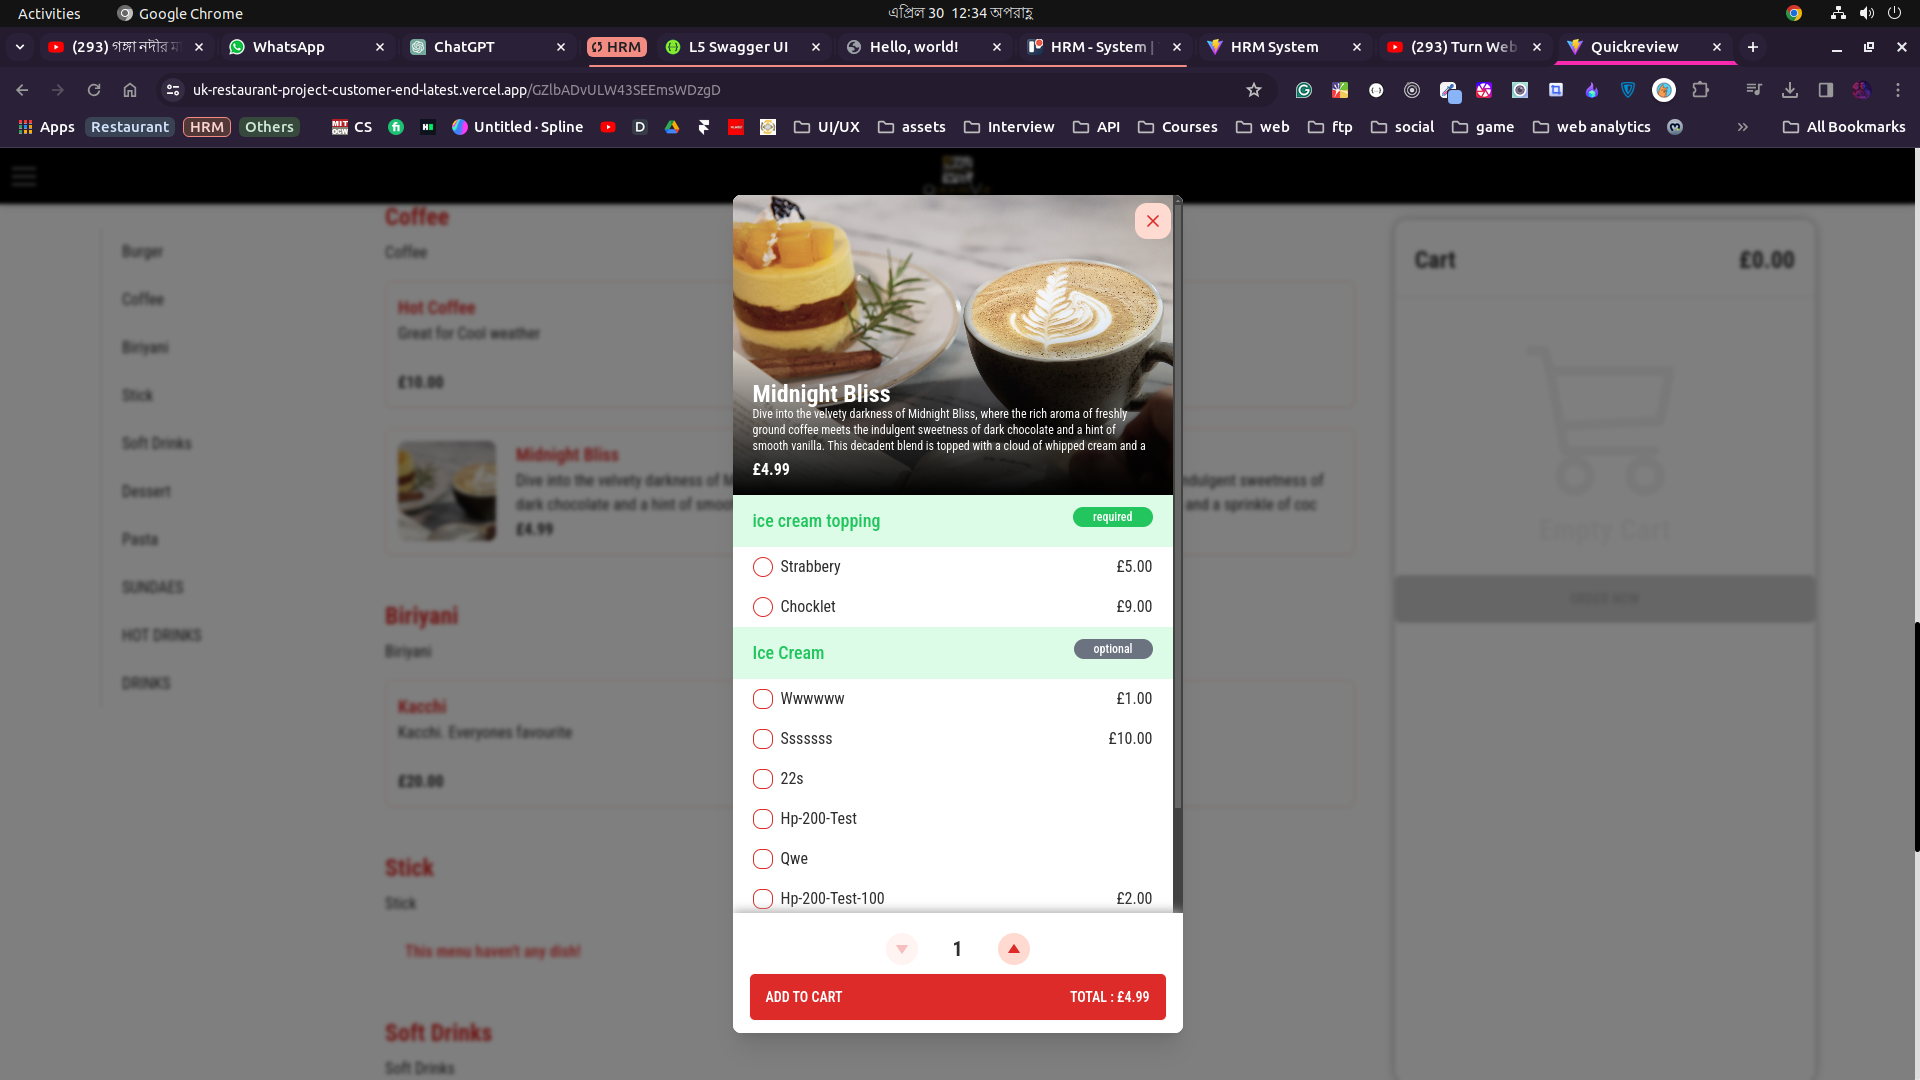 Activities
Google Chrome
এপ্রিল 30 12:34 অপরাহ্ণ
(293) গঙ্গা নদীর
WhatsApp
ChatGPT
HRM
L5 Swagger UI
Hello, world!
HRM - System |
HRM System
(293) Turn Web
Quickreview
uk-restaurant-project-customer-end-latest.vercel.app/GZlbADvULW43SEEmsWDzgD
Apps
Restaurant
HRM
Others
CS
Untitled · Spline
UI/UX
assets
Interview
API
Courses
web
ftp
social
game
web analytics
All Bookmarks
Burger
Coffee
Biriyani
Stick
Soft Drinks
Dessert
Pasta
SUNDAES
HOT DRINKS
DRINKS
Coffee
Coffee
Hot Coffee
Great for Cool weather
£10.00
Midnight Bliss
Dive into the velvety darkness of M
ndulgent sweetness of
dark chocolate and a hint of smoo
and a sprinkle of coc
£4.99
Biriyani
Biriyani
Kacchi
Kacchi. Everyones favourite
£20.00
Stick
Stick
This menu haven't any dish!
Soft Drinks
Soft Drinks
Midnight Bliss
Dive into the velvety darkness of Midnight Bliss, where the rich aroma of freshly
ground coffee meets the indulgent sweetness of dark chocolate and a hint of
smooth vanilla. This decadent blend is topped with a cloud of whipped cream and a
£4.99
ice cream topping
required
Strabbery £5.00
Chocklet £9.00
Ice Cream
optional
Wwwwww £1.00
Sssssss £10.00
22s
Hp-200-Test
Qwe
Hp-200-Test-100 £2.00
1
ADD TO CART
TOTAL : £4.99
Cart £0.00
Empty Cart
ORDER NOW